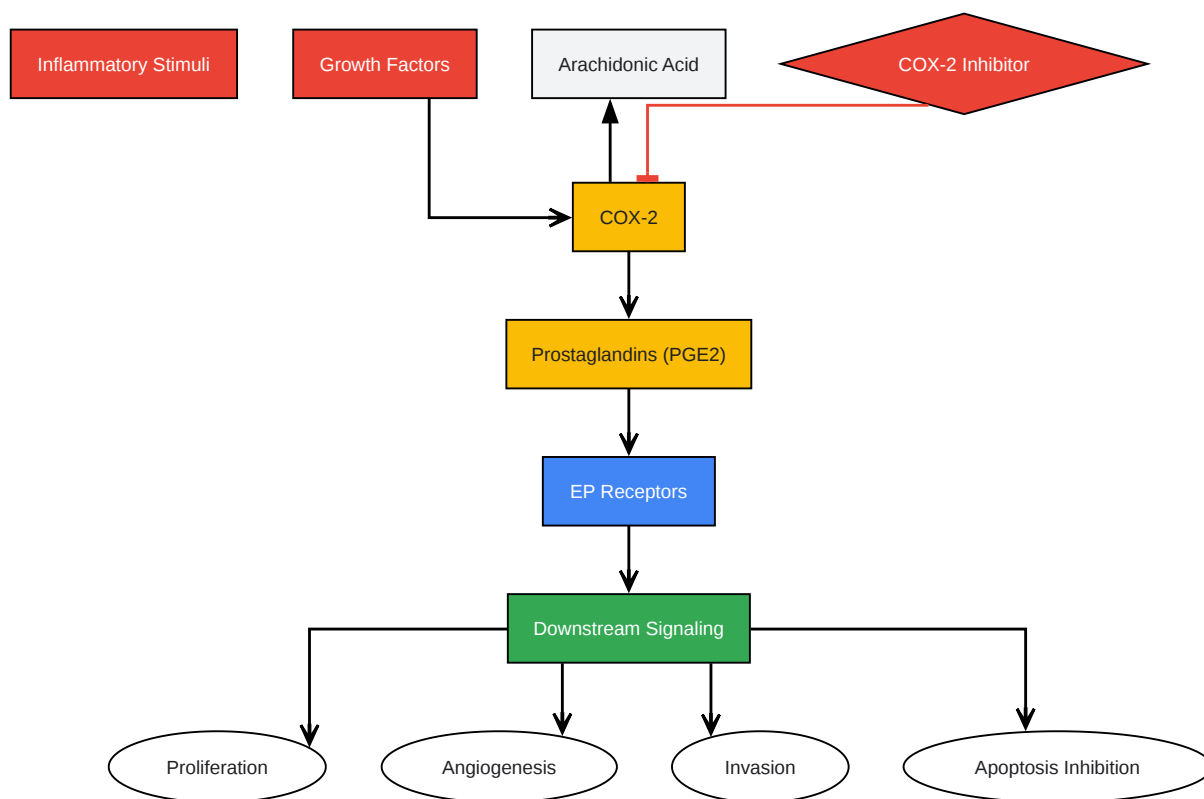 Inflammatory Stimuli
Growth Factors
Arachidonic Acid
COX-2 Inhibitor
COX-2
Prostaglandins (PGE2)
EP Receptors
Downstream Signaling
Proliferation
Angiogenesis
Invasion
Apoptosis Inhibition